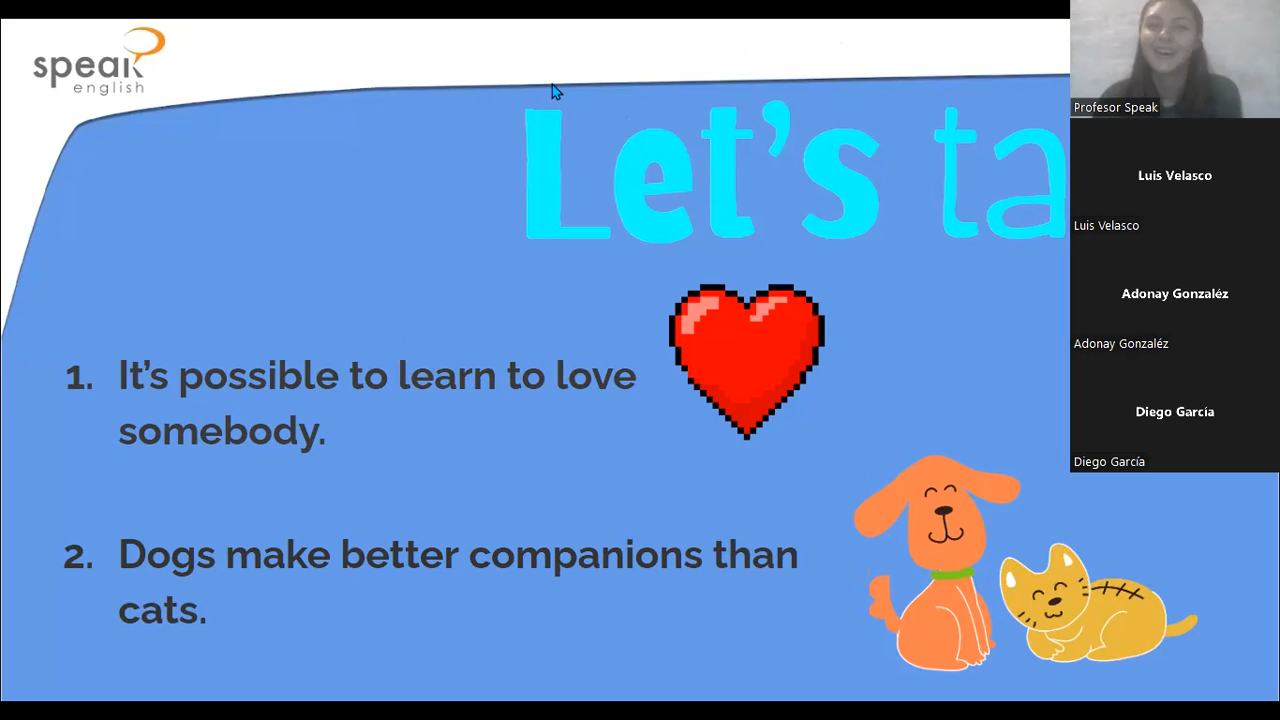 speak
english
Let's ta
1. It's possible to learn to love
somebody.
2. Dogs make better companions than
cats.
Profesor Speak
Luis Velasco
Luis Velasco
Adonay Gonzaléz
Adonay Gonzaléz
Diego García
Diego García